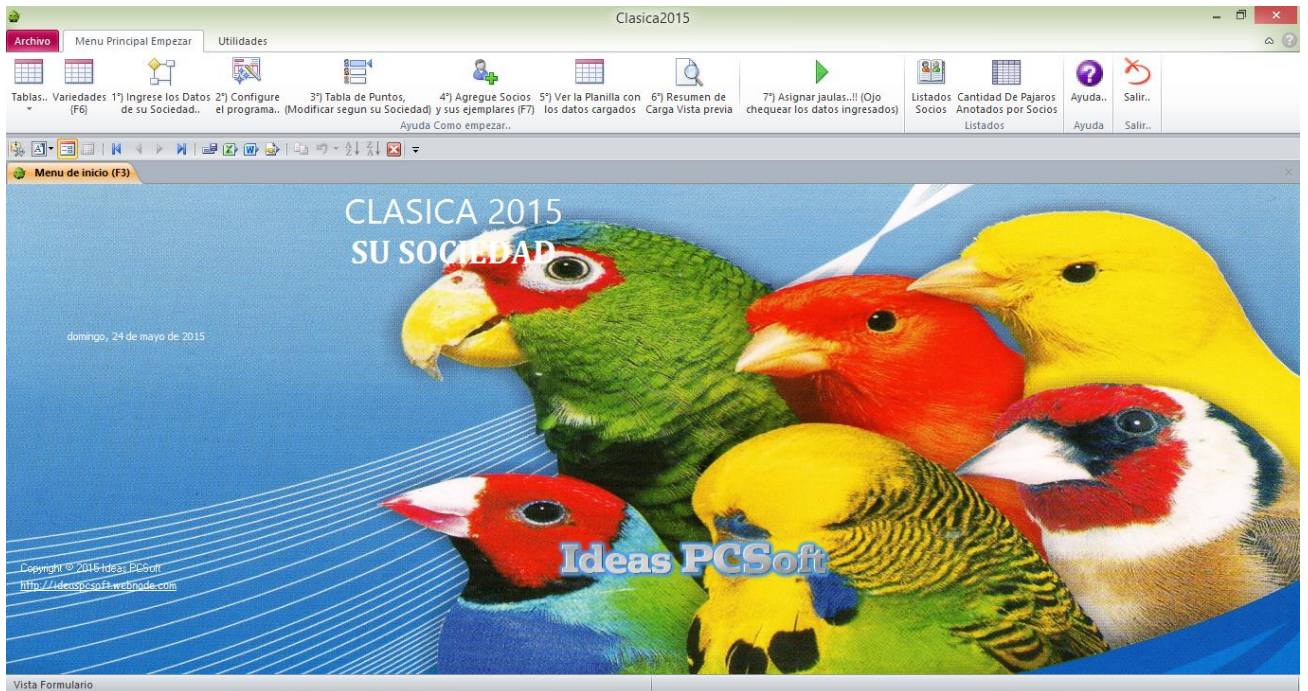 Clasica2015
Archivo
Menu Principal Empezar
Utilidades
Tablas..
Variedades
(F6)
1°) Ingrese los Datos
de su Sociedad..
2°) Configure
el programa..
3°) Tabla de Puntos,
(Modificar segun su Sociedad)
4°) Agregue Socios
y sus ejemplares (F7)
5°) Ver la Planilla con
los datos cargados
6°) Resumen de
Carga Vista previa
7°) Asignar jaulas..!! (Ojo
chequear los datos ingresados)
Listados
Socios
Cantidad De Pajaros
Anotados por Socios
Ayuda..
Salir..
Ayuda Como empezar..
Listados
Ayuda
Salir..
Menu de inicio (F3)
CLASICA 2015
SU SOCIEDAD
domingo, 24 de mayo de 2015
Ideas PCSoft
Copyright © 2015 Ideas PCSoft
http://ideaspcsoft.webnode.com
Vista Formulario